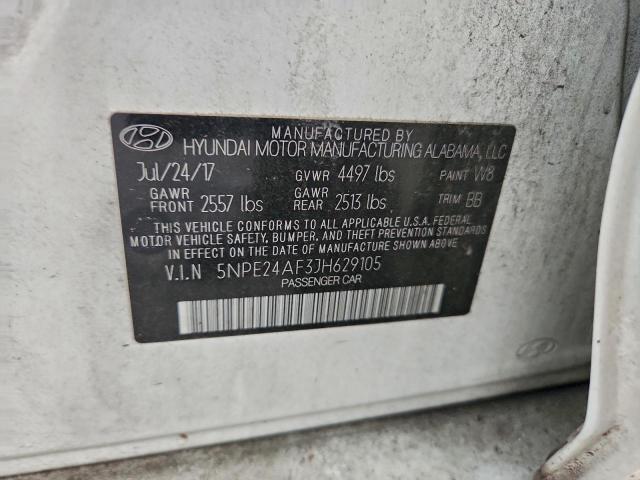 MANUFACTURED BY
HYUNDAI MOTOR MANUFACTURING ALABAMA, LLC
Jul/24/17 GVWR 4497 lbs PAINT W8
GAWR FRONT 2557 lbs GAWR REAR 2513 lbs TRIM BB
THIS VEHICLE CONFORMS TO ALL APPLICABLE U.S.A. FEDERAL
MOTOR VEHICLE SAFETY, BUMPER, AND THEFT PREVENTION STANDARDS
IN EFFECT ON THE DATE OF MANUFACTURE SHOWN ABOVE.
V.I.N 5NPE24AF3JH629105
PASSENGER CAR